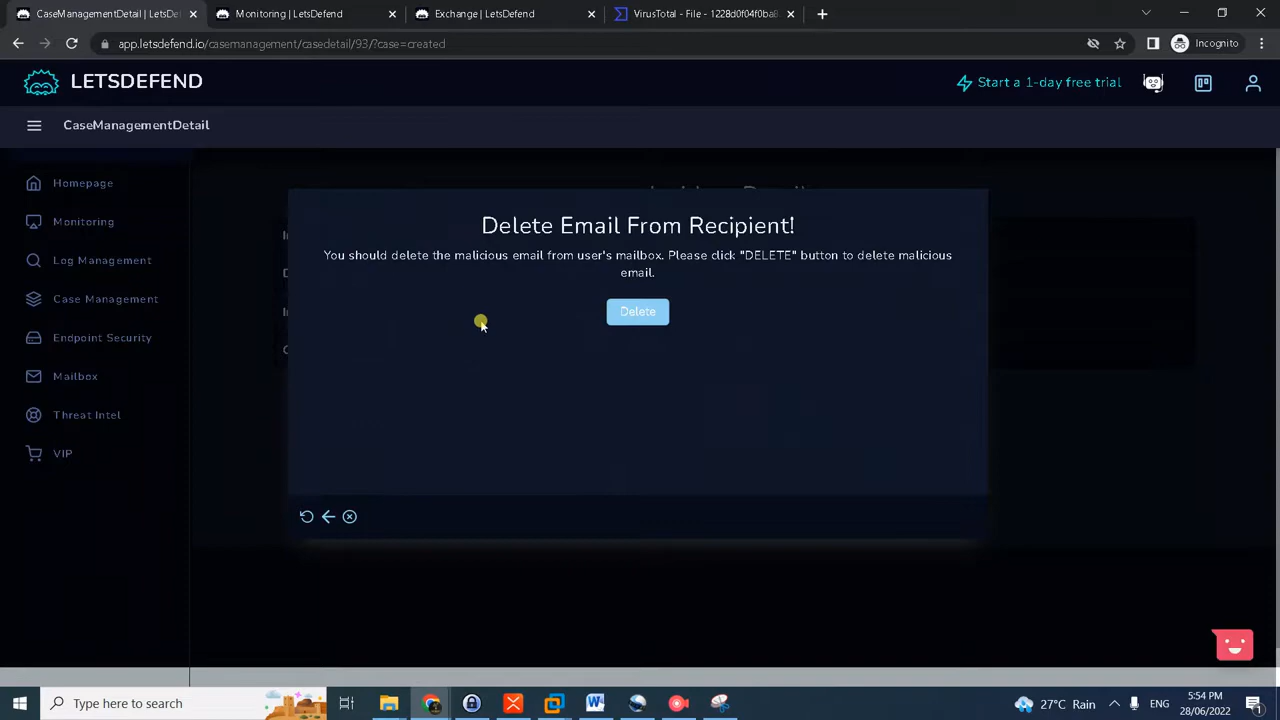 CaseManagementDetail | LetsDe
Monitoring | LetsDefend
Exchange | LetsDefend
VirusTotal - File - 1228d0f04f0ba8
app.letsdefend.io/casemanagement/casedetail/93/?case=created
Incognito
LETSDEFEND
Start a 1-day free trial
CaseManagementDetail
Homepage
Monitoring
Log Management
Case Management
Endpoint Security
Mailbox
Threat Intel
VIP
Delete Email From Recipient!
You should delete the malicious email from user's mailbox. Please click "DELETE" button to delete malicious
email.
Delete
Type here to search
27°C Rain
ENG
5:54 PM
28/06/2022
1